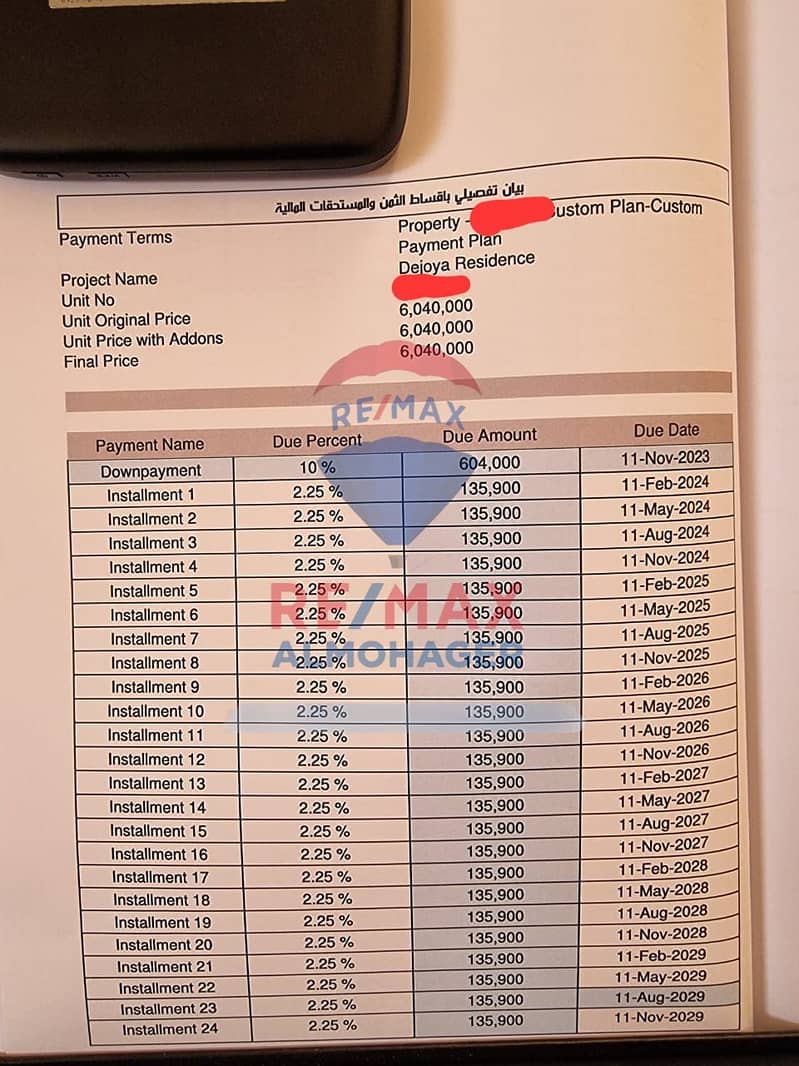 بيان تفصيلي باقساط الثمن والمستحقات المالية
Payment Terms Property - ustom Plan-Custom
Payment Plan
Project Name Dejoya Residence
Unit No
Unit Original Price 6,040,000
Unit Price with Addons 6,040,000
Final Price 6,040,000
RE/MAX
Payment Name Due Percent Due Amount Due Date
Downpayment 10 % 604,000 11-Nov-2023
Installment 1 2.25 % 135,900 11-Feb-2024
Installment 2 2.25 % 135,900 11-May-2024
Installment 3 2.25 % 135,900 11-Aug-2024
Installment 4 2.25 % 135,900 11-Nov-2024
Installment 5 2.25 % 135,900 11-Feb-2025
Installment 6 2.25 % 135,900 11-May-2025
RE/MAX
Installment 7 2.25 % 135,900 11-Aug-2025
Installment 8 2.25 % 135,900 11-Nov-2025
ALMOHAGER
Installment 9 2.25 % 135,900 11-Feb-2026
Installment 10 2.25 % 135,900 11-May-2026
Installment 11 2.25 % 135,900 11-Aug-2026
Installment 12 2.25 % 135,900 11-Nov-2026
Installment 13 2.25 % 135,900 11-Feb-2027
Installment 14 2.25 % 135,900 11-May-2027
Installment 15 2.25 % 135,900 11-Aug-2027
Installment 16 2.25 % 135,900 11-Nov-2027
Installment 17 2.25 % 135,900 11-Feb-2028
Installment 18 2.25 % 135,900 11-May-2028
Installment 19 2.25 % 135,900 11-Aug-2028
Installment 20 2.25 % 135,900 11-Nov-2028
Installment 21 2.25 % 135,900 11-Feb-2029
Installment 22 2.25 % 135,900 11-May-2029
Installment 23 2.25 % 135,900 11-Aug-2029
Installment 24 2.25 % 135,900 11-Nov-2029